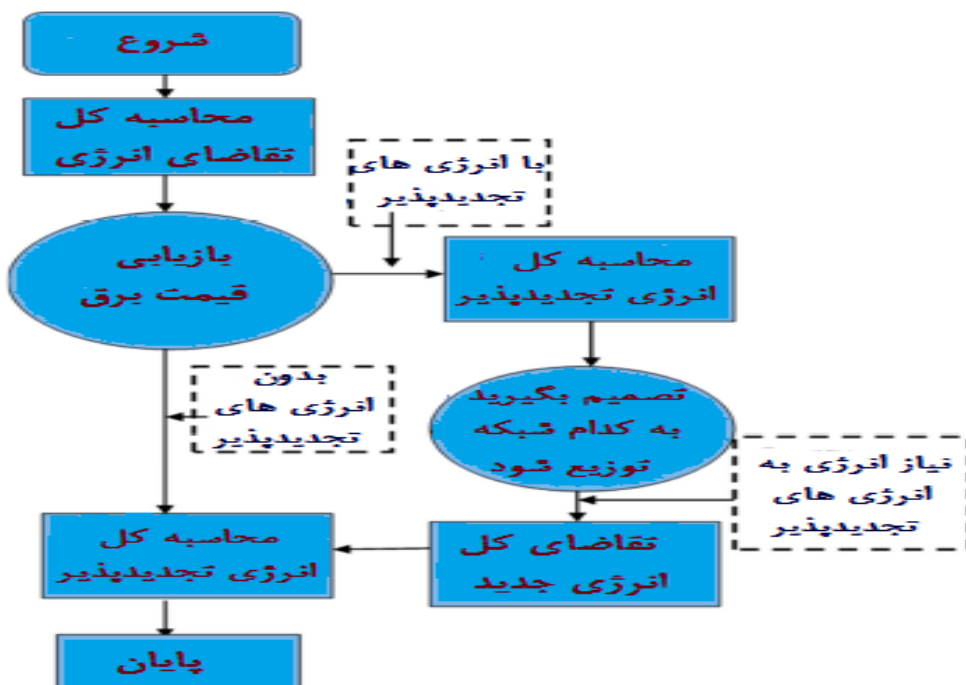 شروع
محاسبه کل
تقاضای انرژی
با انرژی های
تجدیدپذیر
بازیابی
قیمت برق
محاسبه کل
انرژی تجدیدپذیر
بدون
انرژی های
تجدیدپذیر
تصمیم بگیرید
به کدام شبکه
توزیع شود
نیاز انرژی به
انرژی های
تجدیدپذیر
تقاضای کل
انرژی جدید
محاسبه کل
انرژی تجدیدپذیر
پایان